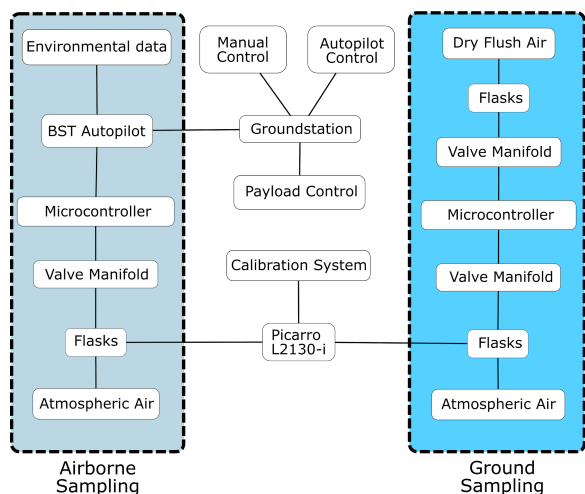 Environmental data
BST Autopilot
Microcontroller
Valve Manifold
Flasks
Atmospheric Air
Airborne
Sampling
Manual
Control
Autopilot
Control
Groundstation
Payload Control
Calibration System
Picarro
L2130-i
Dry Flush Air
Flasks
Valve Manifold
Microcontroller
Valve Manifold
Flasks
Atmospheric Air
Ground
Sampling